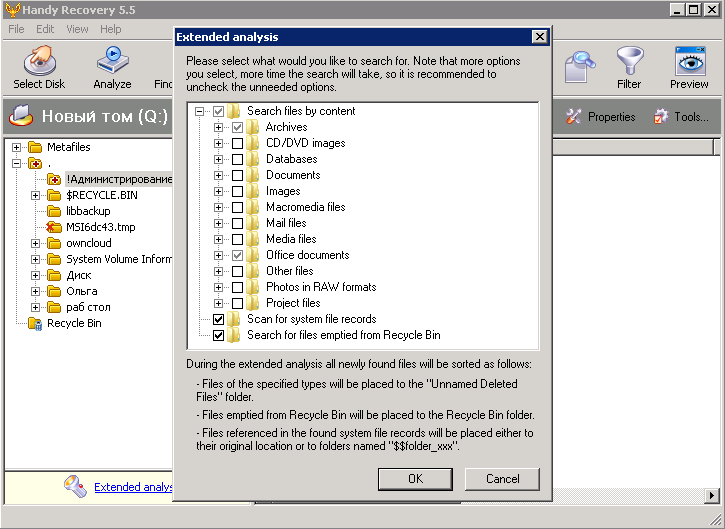 Handy Recovery 5.5
File Edit View
Select Disk
Analyze
Filter
Preview
Новый том (Q:)
Properties
Tools...
Metafiles
.
!Администрирование
$RECYCLE.BIN
libbackup
MSI6dc43.tmp
owncloud
System Volume Inform
Диск
Ольга
раб стол
Recycle Bin
Extended analys
Extended analysis
Please select what would you like to search for. Note that more options
you select, more time the search will take, so it is recommended to
uncheck the unneeded options.
Search files by content
Archives
CD/DVD images
Databases
Documents
Images
Macromedia files
Mail files
Media files
Office documents
Other files
Photos in RAW formats
Project files
Scan for system file records
Search for files emptied from Recycle Bin
During the extended analysis all newly found files will be sorted as follows:
- Files of the specified types will be placed to the "Unnamed Deleted
Files" folder.
- Files emptied from Recycle Bin will be placed to the Recycle Bin folder.
- Files referenced in the found system file records will be placed either to
their original location or to folders named "$$folder_xxx".
OK
Cancel